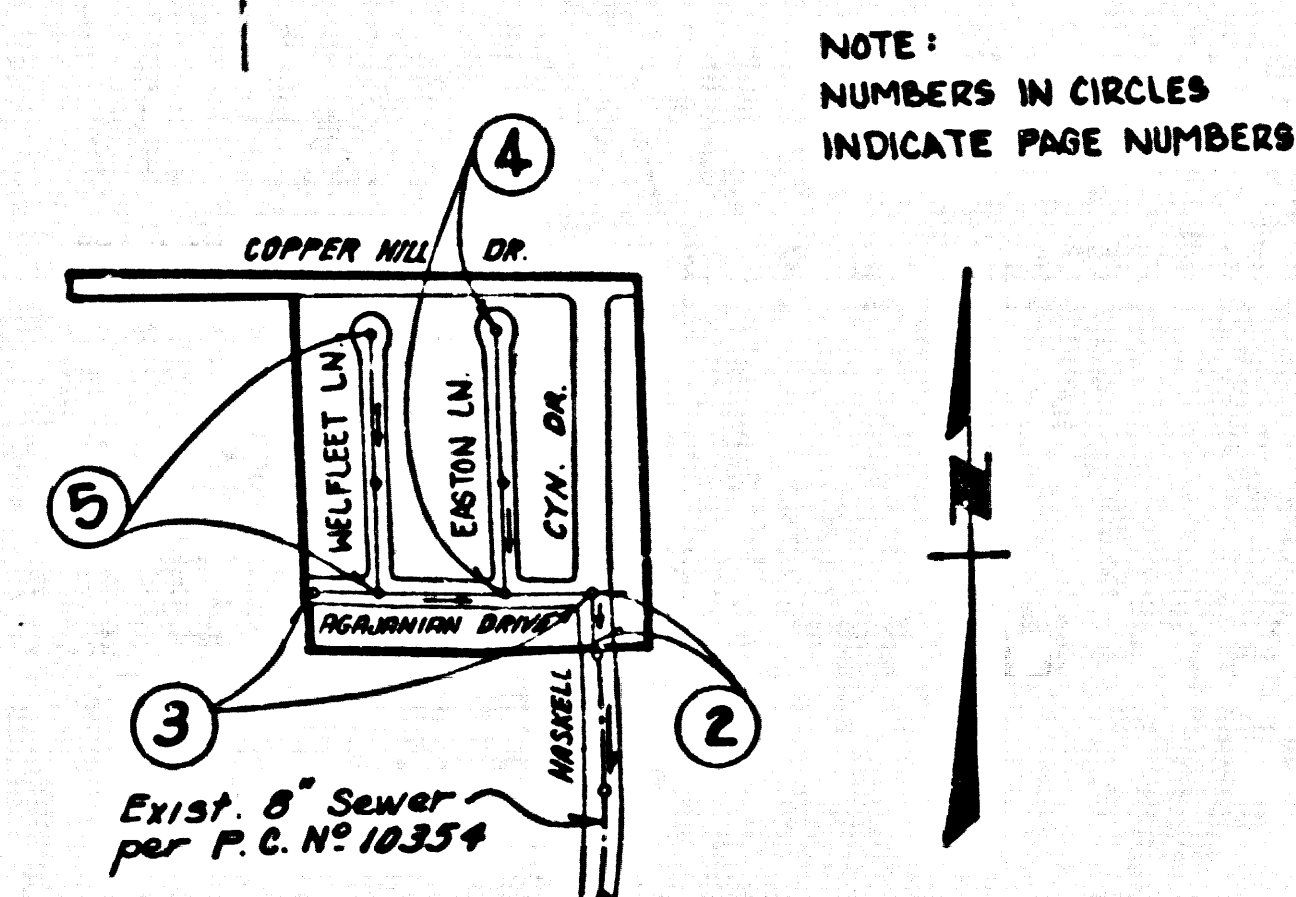 NOTE:
NUMBERS IN CIRCLES
INDICATE PAGE NUMBERS
4
COPPER HILL DR.
WELFLEET LN.
EASTON LN.
CYN. DR.
5
N
AGAJANIAN DRIVE
HASKELL
3
2
Exist. 8" Sewer
per P.C. Nº 10354